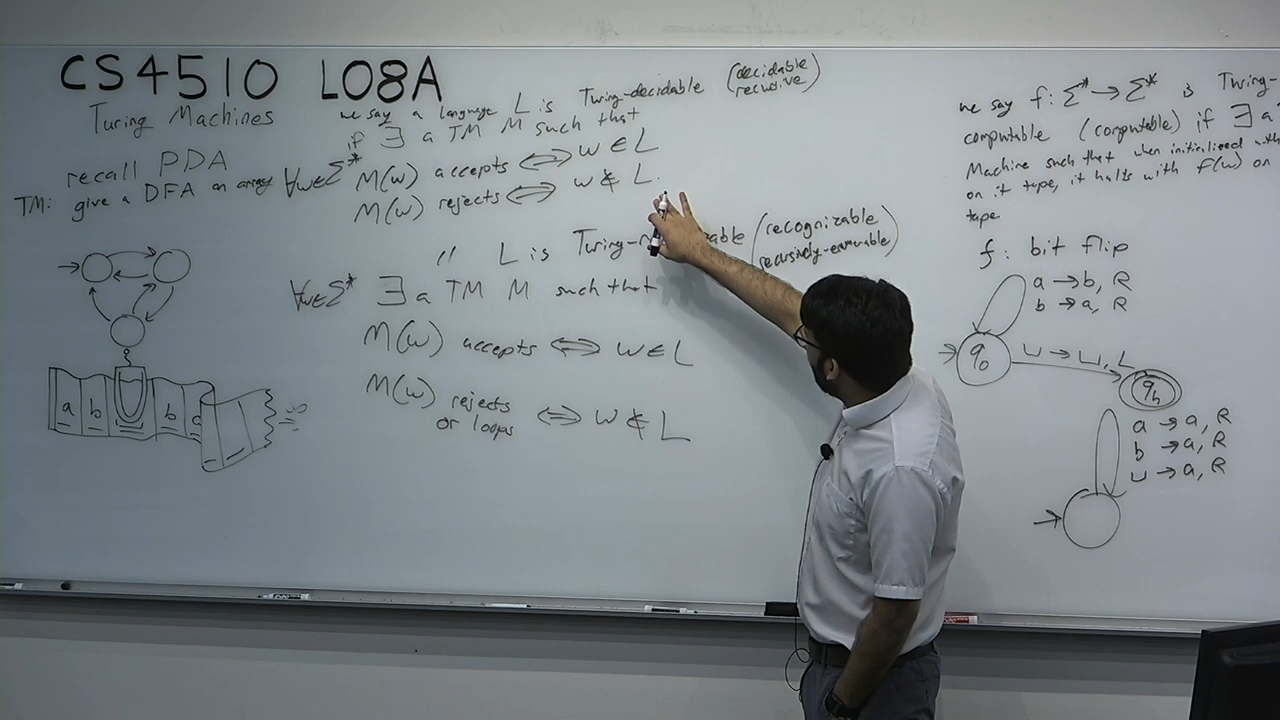 CS4510 L08A
Turing Machines
recall PDA
TM: give a DFA an array
a b b
we say a language L is Turing-decidable (decidable
recursive)
if ∃ a TM M such that
∀w∈Σ* M(w) accepts ⟺ w ∈ L
M(w) rejects ⟺ w ∉ L.
" L is (recognizable
recursively-enumerable)
∀w∈Σ* ∃ a TM M such that
M(w) accepts ⟺ w ∈ L
M(w) rejects
or loops ⟺ w ∉ L
we say f: Σ* → Σ* is Turing-
computable (computable) if ∃ a
Machine such that when initialized with
on it tape, it halts with f(w) on
tape
f: bit flip
a → b, R
b → a, R
q₀ ⊔ → ⊔, L qₕ
a → a, R
b → a, R
⊔ → a, R